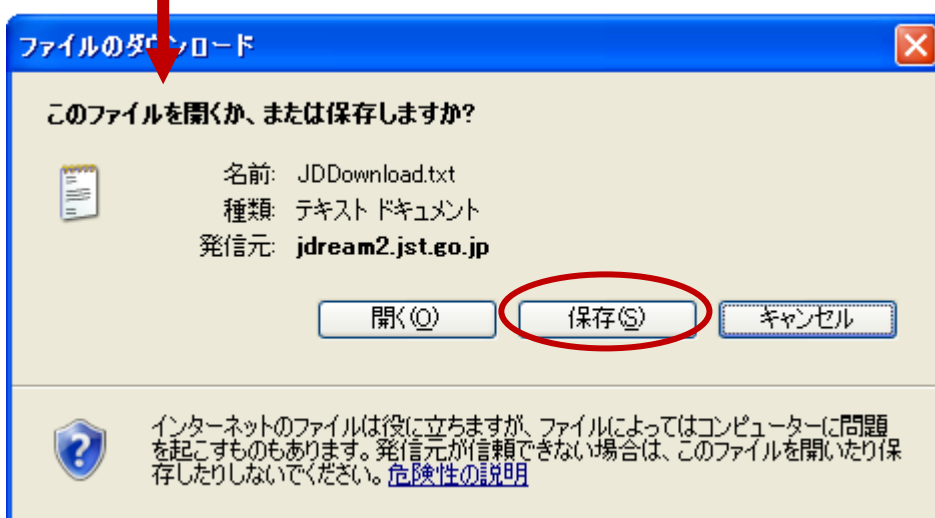 ファイルのダウンロード
このファイルを開くか、または保存しますか?
名前: JDDownload.txt
種類: テキスト ドキュメント
発信元: jdream2.jst.go.jp
開く(O) 保存(S) キャンセル
インターネットのファイルは役に立ちますが、ファイルによってはコンピューターに問題
を起こすものもあります。発信元が信頼できない場合は、このファイルを開いたり保
存したりしないでください。危険性の説明